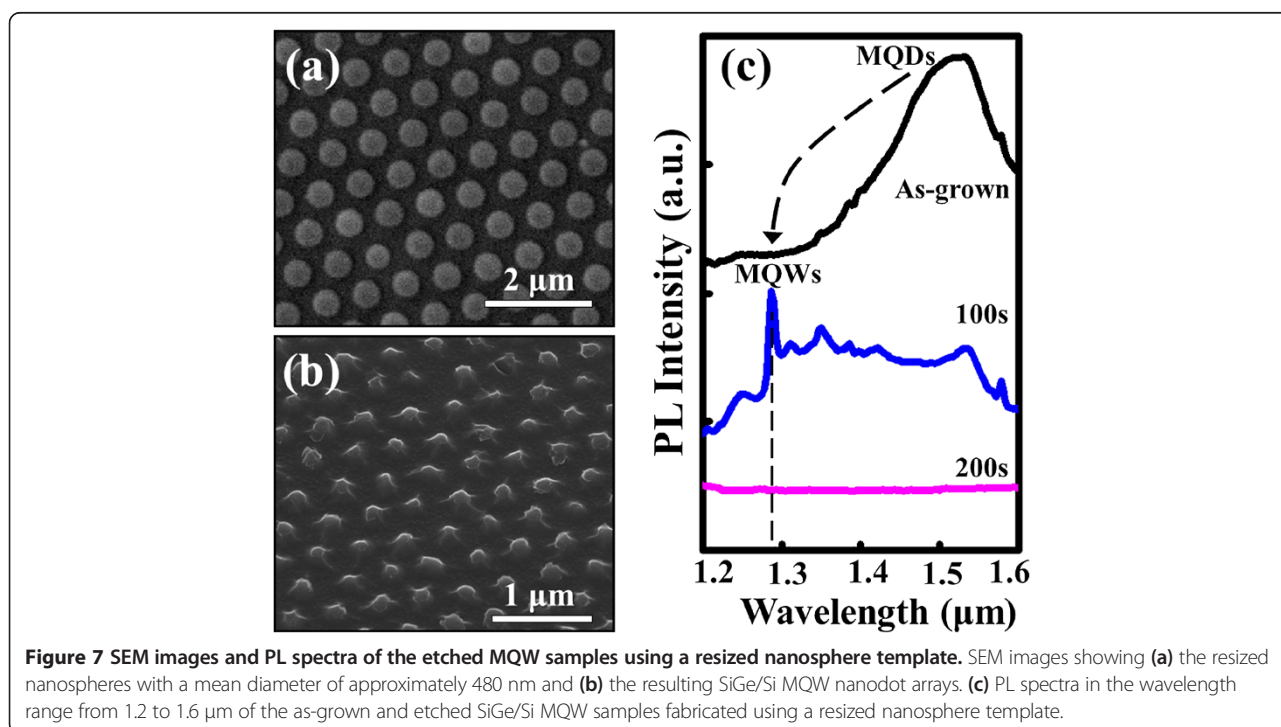 (a)
2 μm
(b)
1 μm
(c)
MQDs
As-grown
MQWs
100s
200s
PL Intensity (a.u.)
1.2 1.3 1.4 1.5 1.6
Wavelength (μm)
Figure 7 SEM images and PL spectra of the etched MQW samples using a resized nanosphere template. SEM images showing (a) the resized
nanospheres with a mean diameter of approximately 480 nm and (b) the resulting SiGe/Si MQW nanodot arrays. (c) PL spectra in the wavelength
range from 1.2 to 1.6 μm of the as-grown and etched SiGe/Si MQW samples fabricated using a resized nanosphere template.